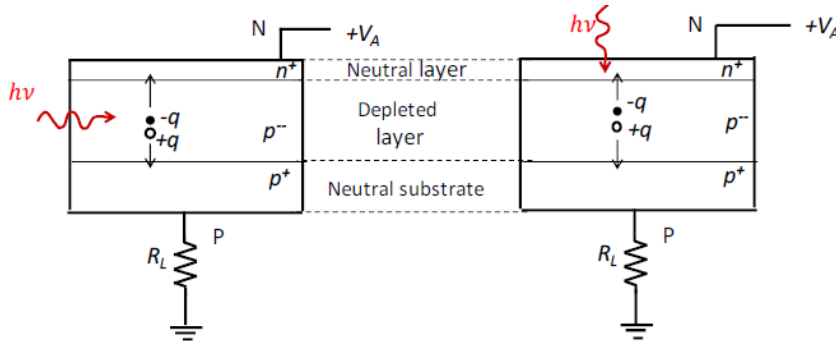 N +V_A
hν
n⁺
-q
+q
p⁻⁻
p⁺
P
R_L
Neutral layer
Depleted
layer
Neutral substrate
hν
N +V_A
n⁺
-q
+q
p⁻⁻
p⁺
P
R_L